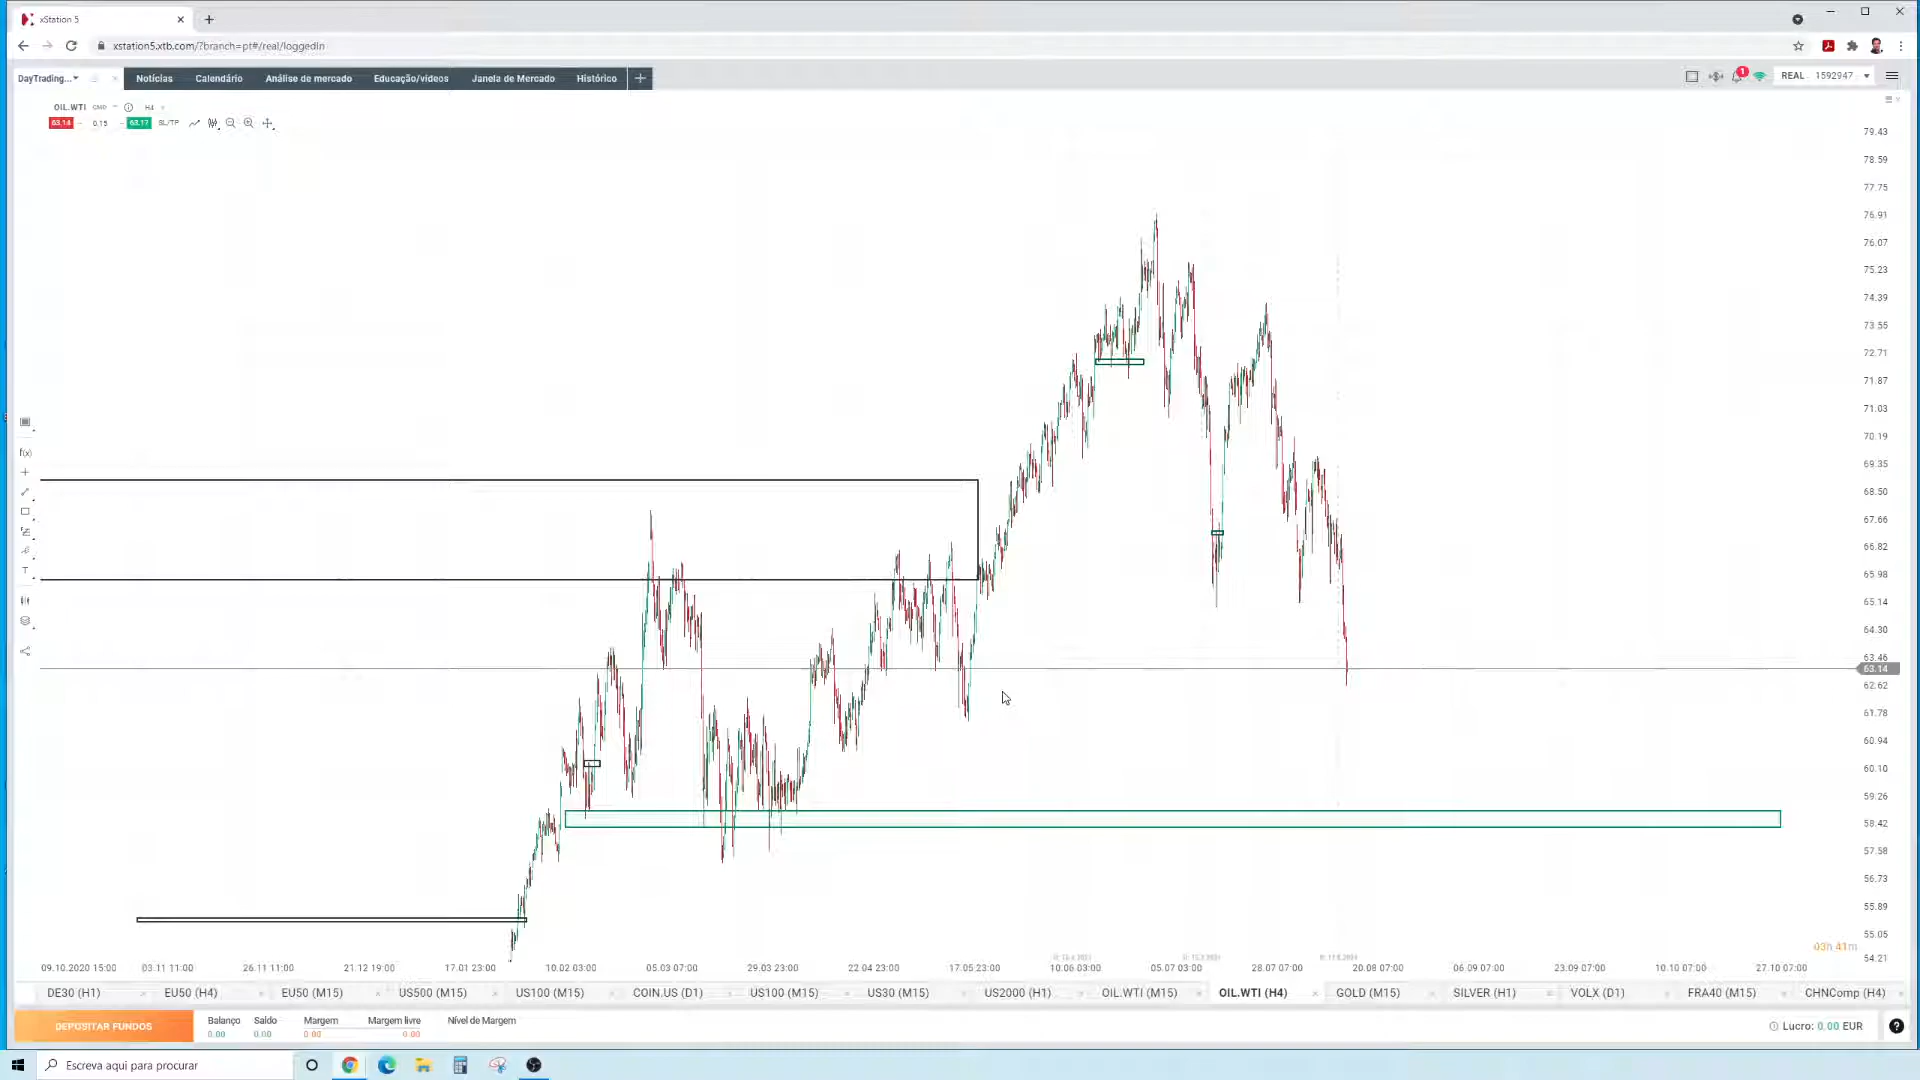 xStation 5
xstation5.xtb.com/?branch=pt#/real/loggedIn
DayTrading... Notícias Calendário Análise de mercado Educação/vídeos Janela de Mercado Histórico 1 REAL 1592947
OIL.WTI CMD H4
63.14 0.15 63.17 SL/TP
79.43
78.59
77.75
76.91
76.07
75.23
74.39
73.55
72.71
71.87
71.03
70.19
69.35
68.50
67.66
66.82
65.98
65.14
64.30
63.46
63.14
62.62
61.78
60.94
60.10
59.26
58.42
57.58
56.73
55.89
55.05
54.21
f(x)
T
03h 41m
09.10.2020 15:00 03.11 11:00 26.11 11:00 21.12 19:00 17.01 23:00 10.02 03:00 05.03 07:00 29.03 23:00 22.04 23:00 17.05 23:00 10.06 03:00 05.07 03:00 28.07 07:00 20.08 07:00 06.09 07:00 23.09 07:00 10.10 07:00 27.10 07:00
DE30 (H1) EU50 (H4) EU50 (M15) US500 (M15) US100 (M15) COIN.US (D1) US100 (M15) US30 (M15) US2000 (H1) OIL.WTI (M15) OIL.WTI (H4) GOLD (M15) SILVER (H1) VOLX (D1) FRA40 (M15) CHNComp (H4)
DEPOSITAR FUNDOS Balanço Saldo Margem Margem livre Nível de Margem Lucro: 0.00 EUR
0.00 0.00 0.00 0.00
Escreva aqui para procurar